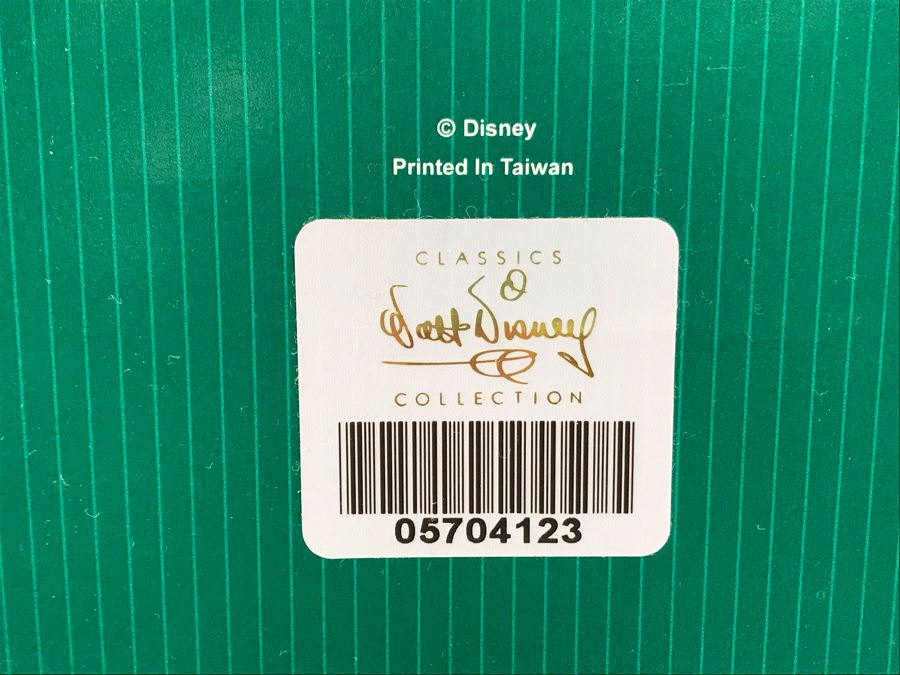 © Disney
Printed In Taiwan
CLASSICS
Walt Disney
COLLECTION
05704123